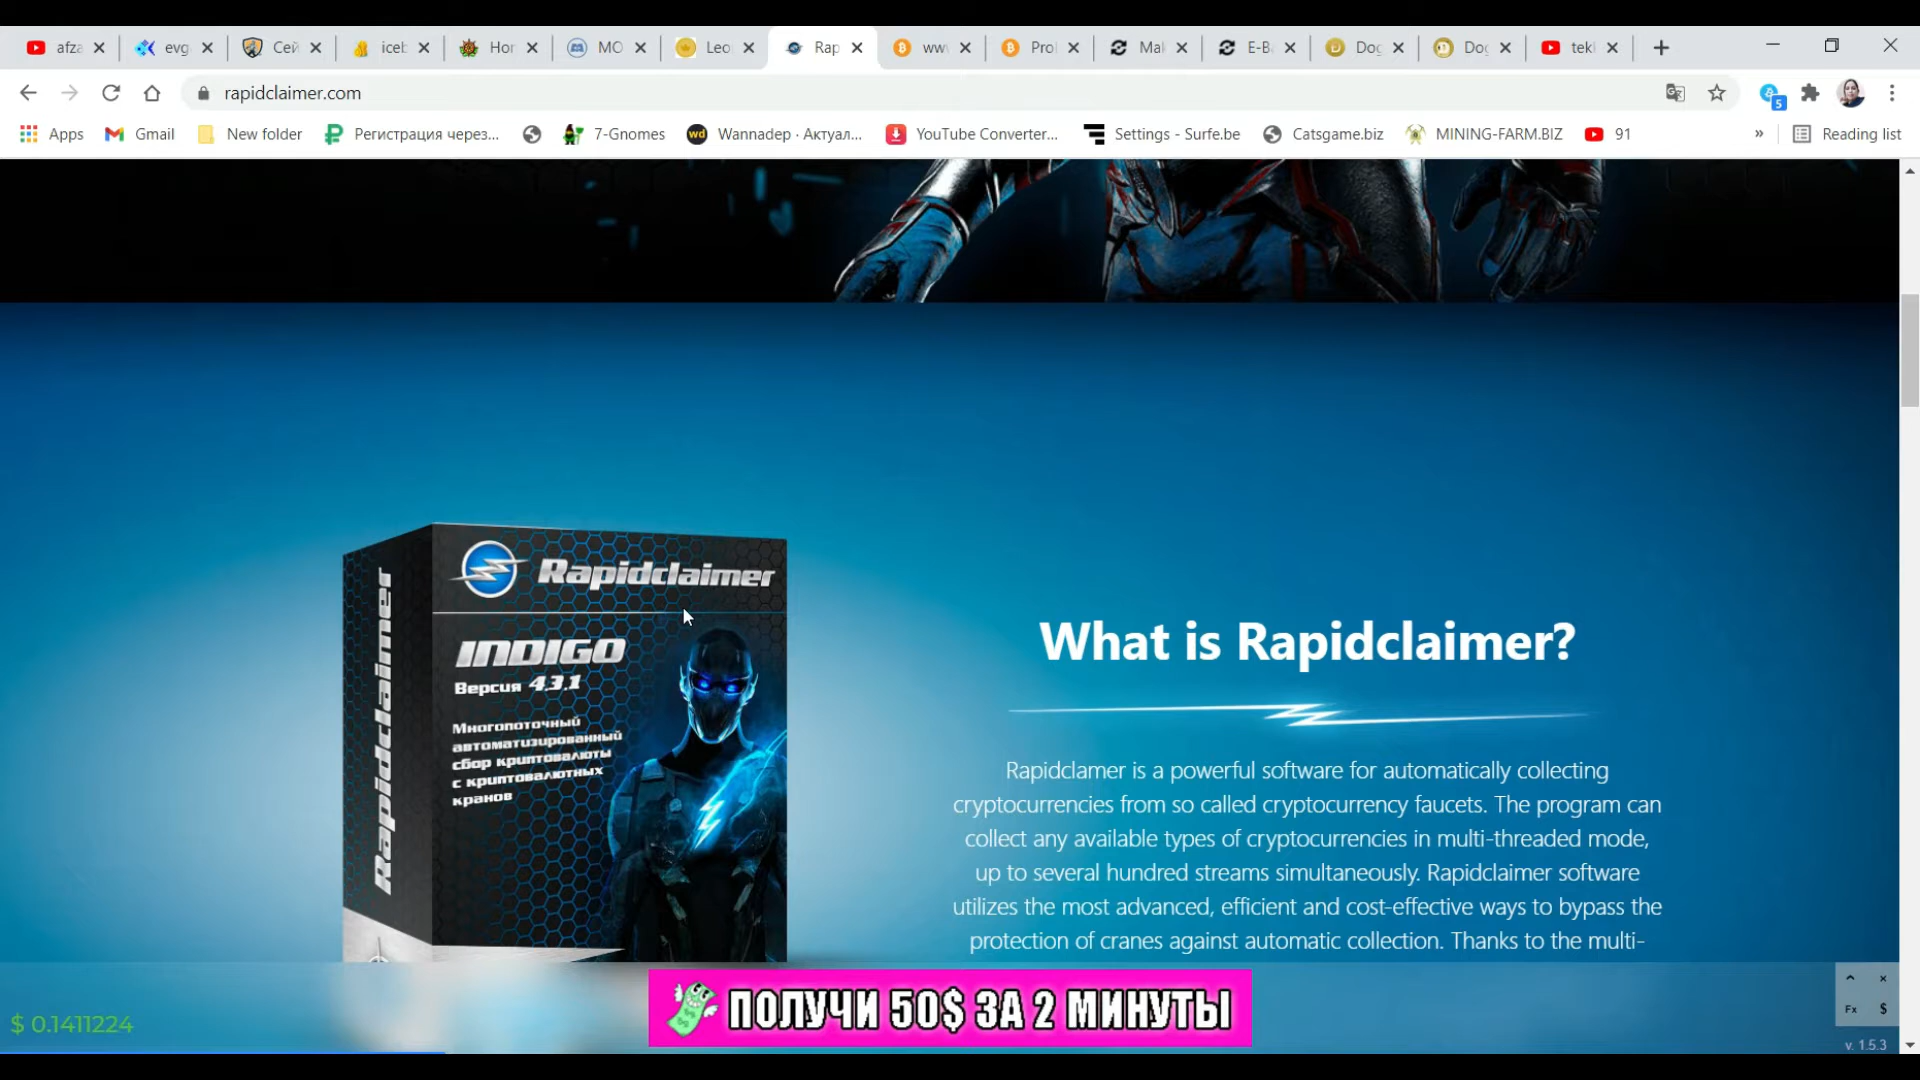 afza
evg
Сей
iceb
Hor
MO
Leo
Rap
ww
Prol
Mal
E-B
Dog
Dog
tekl
rapidclaimer.com
5
Apps
Gmail
New folder
Регистрация через...
7-Gnomes
Wannadep · Актуал...
YouTube Converter...
Settings - Surfe.be
Catsgame.biz
MINING-FARM.BIZ
91
»
Reading list
Rapidclaimer
Rapidclaimer
INDIGO
Версия 4.3.1
Многопоточный
автоматизированный
сбор криптовалюты
с криптовалютных
кранов
What is Rapidclaimer?
Rapidclamer is a powerful software for automatically collecting
cryptocurrencies from so called cryptocurrency faucets. The program can
collect any available types of cryptocurrencies in multi-threaded mode,
up to several hundred streams simultaneously. Rapidclaimer software
utilizes the most advanced, efficient and cost-effective ways to bypass the
protection of cranes against automatic collection. Thanks to the multi-
ПОЛУЧИ 50$ ЗА 2 МИНУТЫ
$ 0.1411224
Fx $
v. 1.5.3